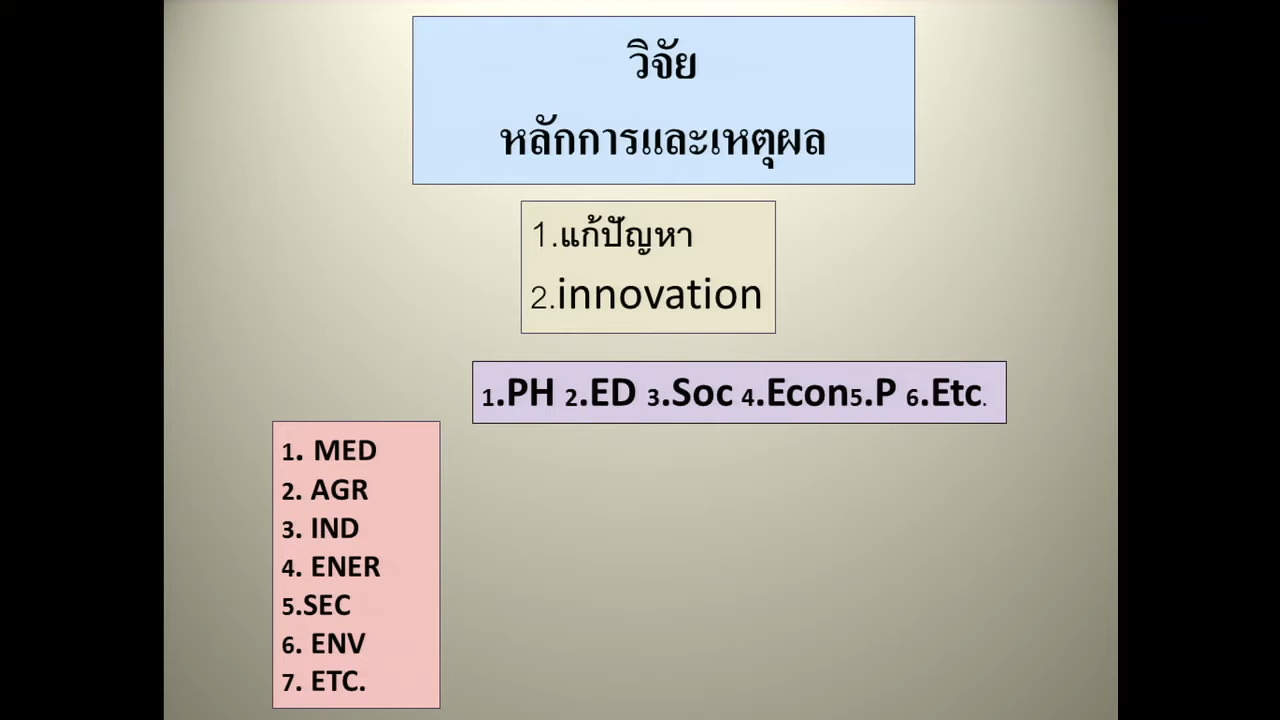 วิจัย
หลักการและเหตุผล
1.แก้ปัญหา
2.innovation
1.PH 2.ED 3.Soc 4.Econ5.P 6.Etc.
1. MED
2. AGR
3. IND
4. ENER
5.SEC
6. ENV
7. ETC.